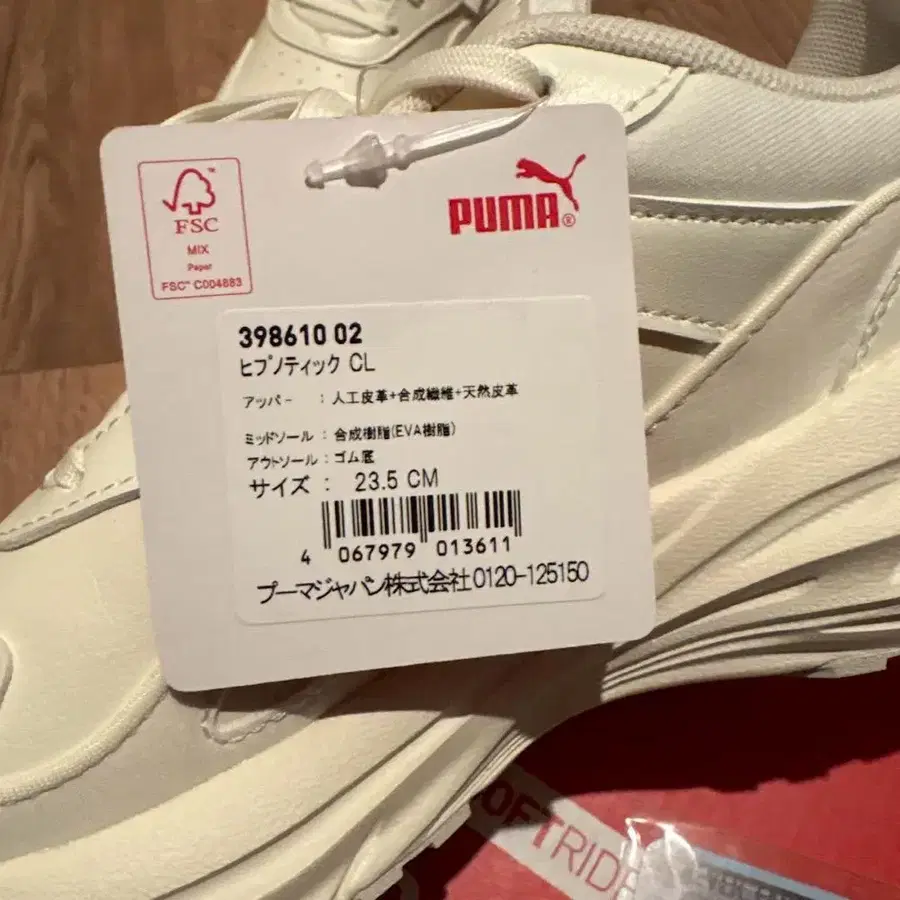 FSC
MIX
Paper
FSC™ C004883
PUMA®
398610 02
ヒプノティック CL
アッパー : 人工皮革+合成繊維+天然皮革
ミッドソール : 合成樹脂(EVA樹脂)
アウトソール : ゴム底
サイズ : 23.5 CM
4 067979 013611
プーマジャパン株式会社 0120-125150
OFTRIDE